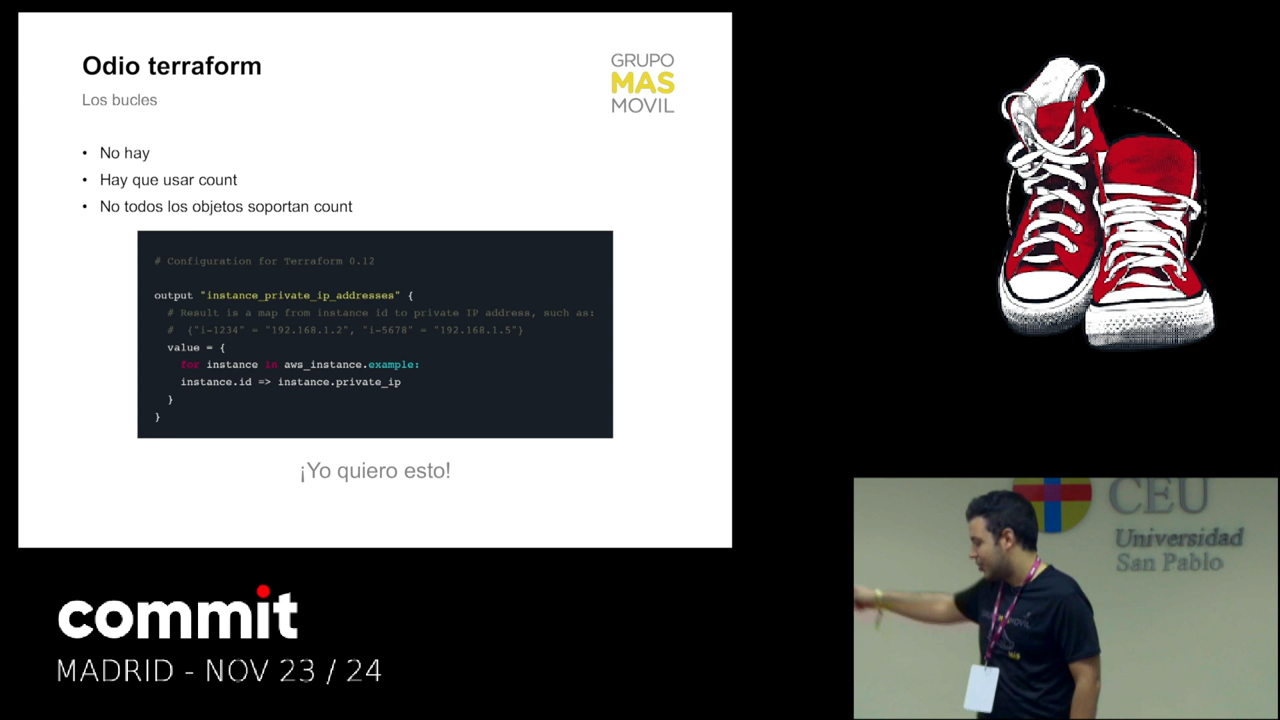 Odio terraform
Los bucles
GRUPO
MAS
MOVIL
• No hay
• Hay que usar count
• No todos los objetos soportan count
# Configuration for Terraform 0.12
output "instance_private_ip_addresses" {
# Result is a map from instance id to private IP address, such as:
# {"i-1234" = "192.168.1.2", "i-5678" = "192.168.1.5"}
value = {
for instance in aws_instance.example:
instance.id => instance.private_ip
}
}
¡Yo quiero esto!
commit
MADRID - NOV 23 / 24
CEU
Universidad
San Pablo